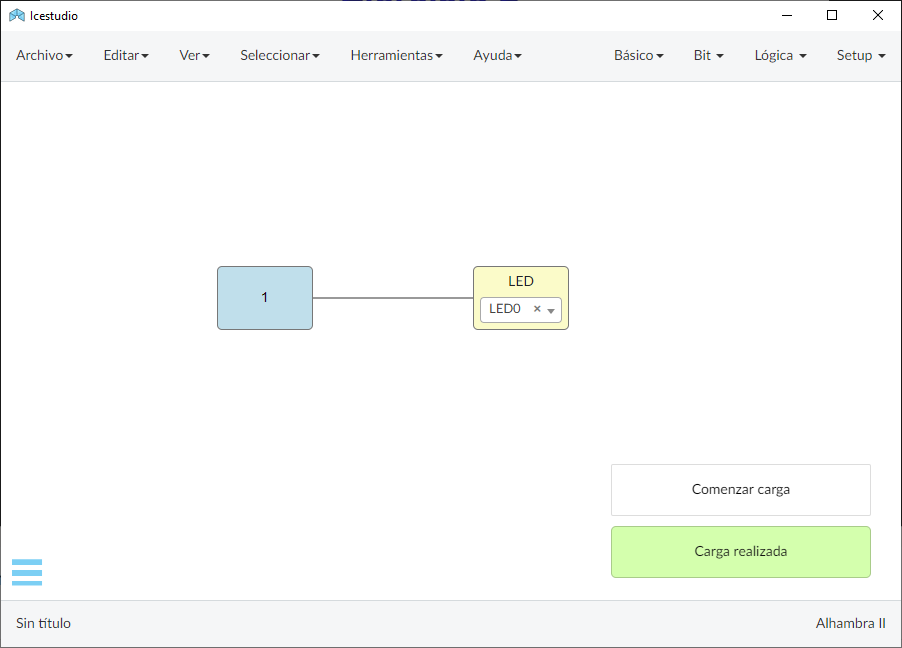 Icestudio
Archivo Editar Ver Seleccionar Herramientas Ayuda Básico Bit Lógica Setup
1
LED
LED0
Comenzar carga
Carga realizada
Sin título Alhambra II